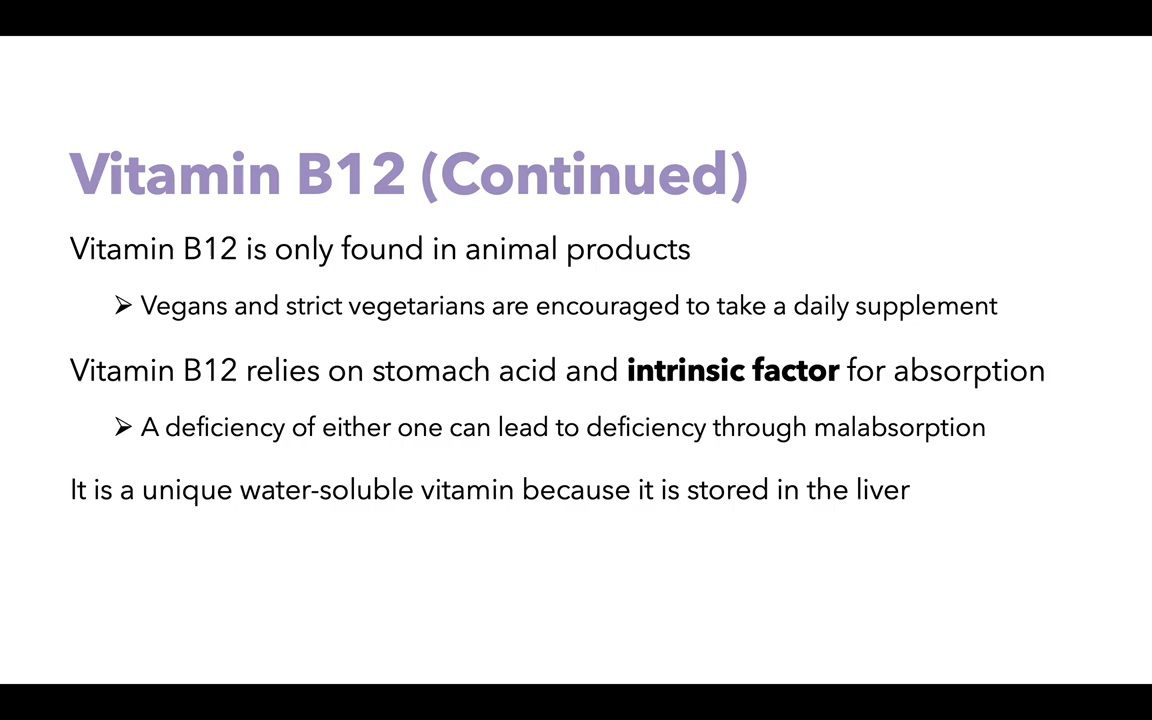 Vitamin B12 (Continued)
Vitamin B12 is only found in animal products
➤ Vegans and strict vegetarians are encouraged to take a daily supplement
Vitamin B12 relies on stomach acid and intrinsic factor for absorption
➤ A deficiency of either one can lead to deficiency through malabsorption
It is a unique water-soluble vitamin because it is stored in the liver